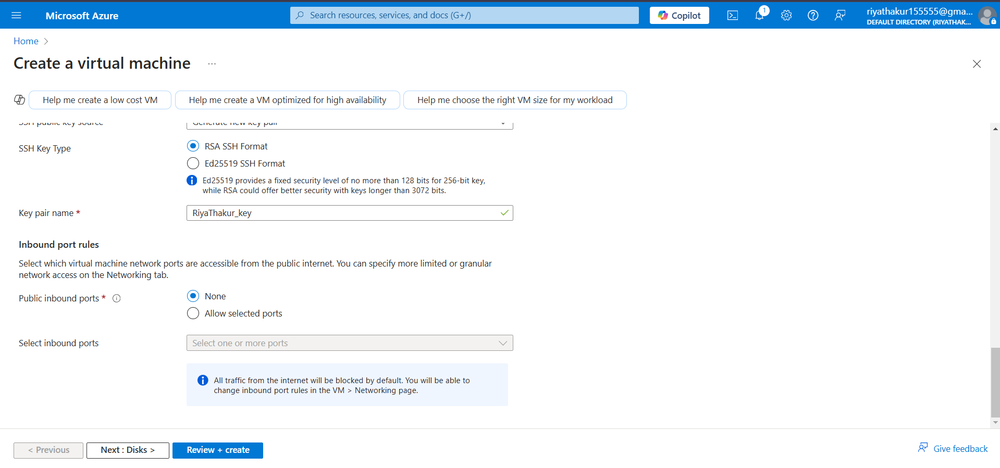 Microsoft Azure
Search resources, services, and docs (G+/)
Copilot
1
riyathakur155555@gma...
DEFAULT DIRECTORY (RIYATHAK...
Home
Create a virtual machine
...
Help me create a low cost VM
Help me create a VM optimized for high availability
Help me choose the right VM size for my workload
SSH public key source
Generate new key pair
SSH Key Type
RSA SSH Format
Ed25519 SSH Format
Ed25519 provides a fixed security level of no more than 128 bits for 256-bit key,
while RSA could offer better security with keys longer than 3072 bits.
Key pair name *
RiyaThakur_key
Inbound port rules
Select which virtual machine network ports are accessible from the public internet. You can specify more limited or granular
network access on the Networking tab.
Public inbound ports *
None
Allow selected ports
Select inbound ports
Select one or more ports
All traffic from the internet will be blocked by default. You will be able to
change inbound port rules in the VM > Networking page.
< Previous
Next : Disks >
Review + create
Give feedback